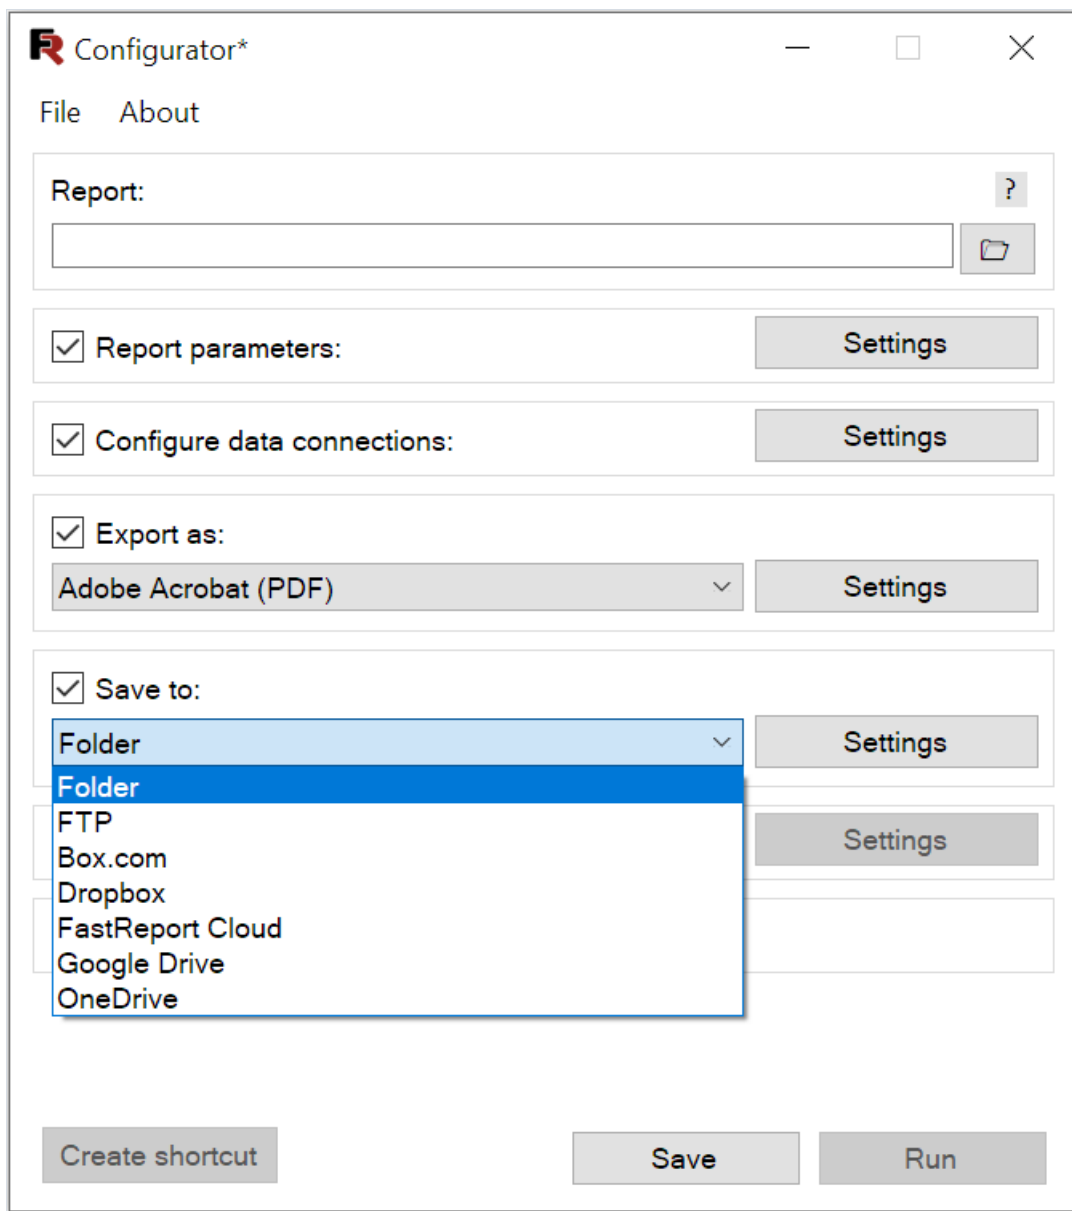 FR Configurator*
File About
Report: ?
Report parameters: Settings
Configure data connections: Settings
Export as:
Adobe Acrobat (PDF) Settings
Save to:
Folder Settings
Folder
FTP
Settings
Box.com
Dropbox
FastReport Cloud
Google Drive
OneDrive
Create shortcut Save Run